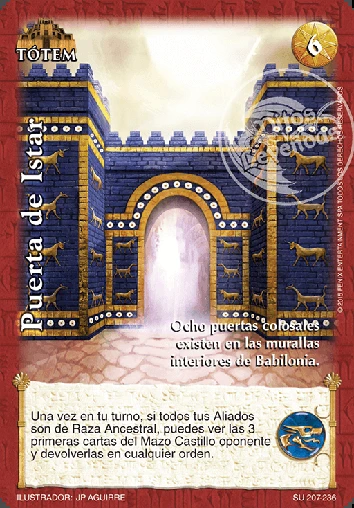 TÓTEM
6
Puerta de Istar
Ocho puertas colosales
existen en las murallas
interiores de Babilonia.
Una vez en tu turno, si todos tus Aliados
son de Raza Ancestral, puedes ver las 3
primeras cartas del Mazo Castillo oponente
y devolverlas en cualquier orden.
ILUSTRADOR: JP AGUIRRE
SU 207-236